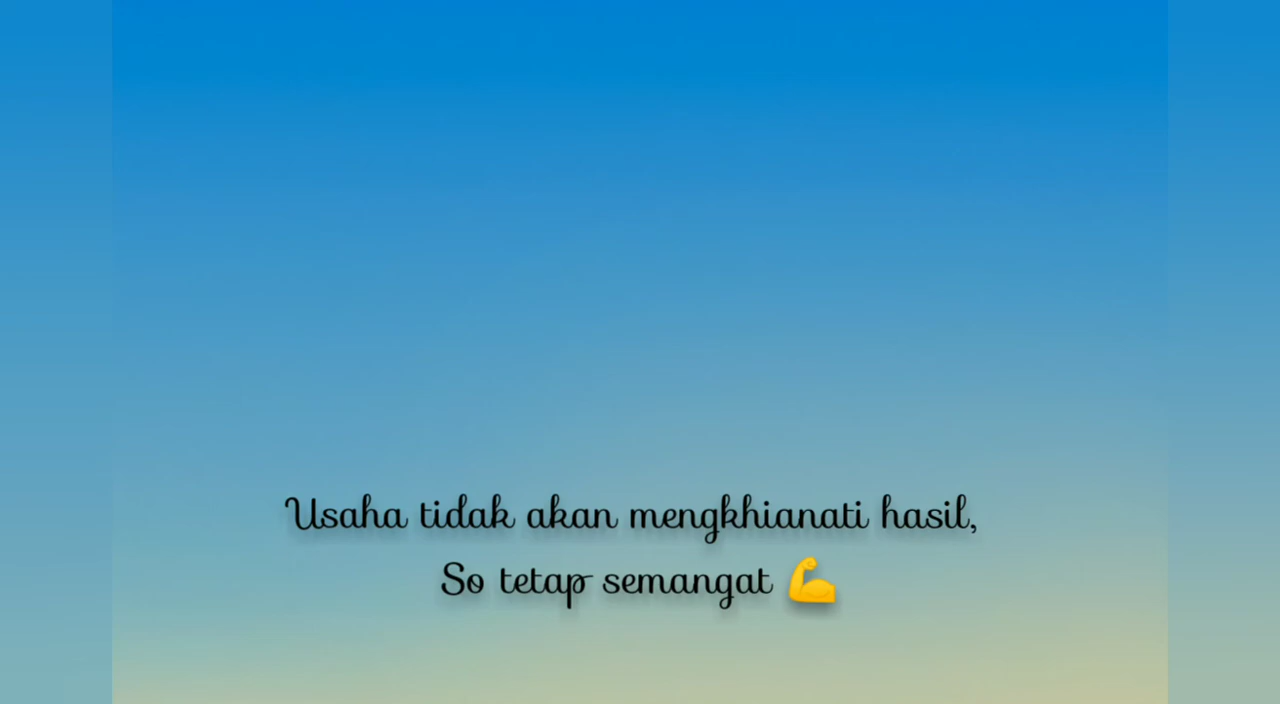 Usaha tidak akan mengkhianati hasil,
So tetap semangat 💪